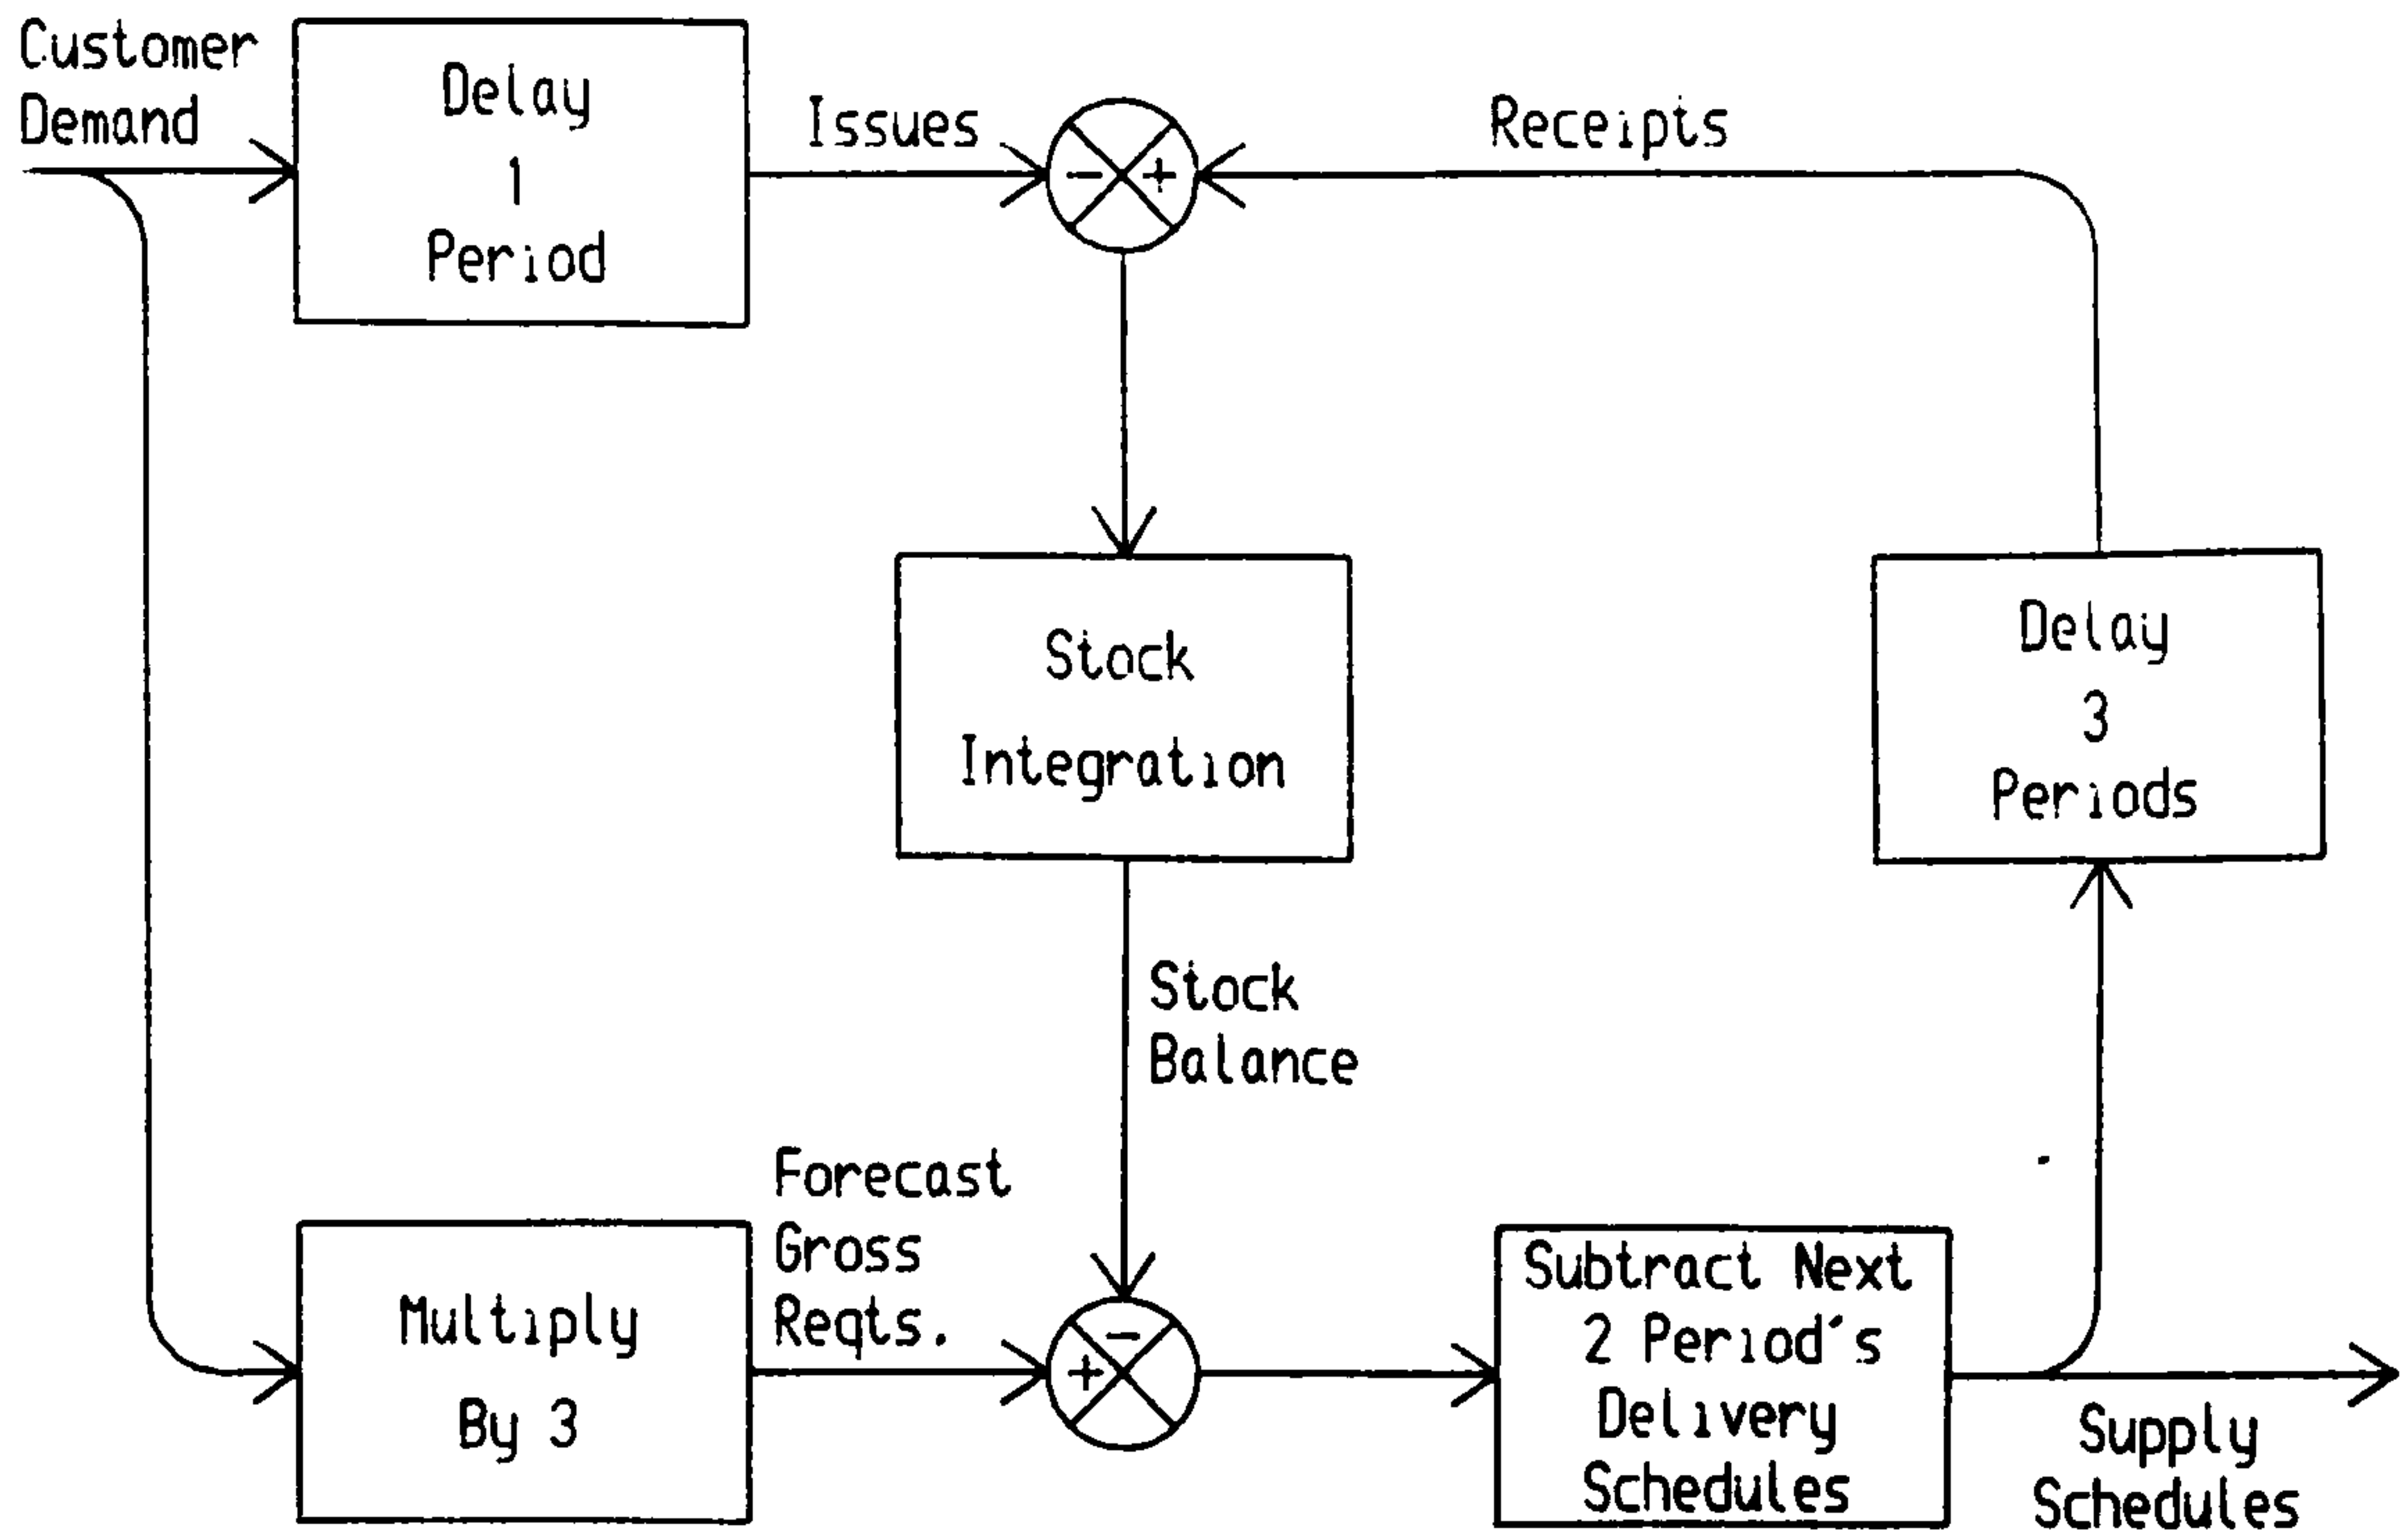 Customer
Demand
Delay
1
Period
Issues
- +
Receipts
Stock
Integration
Delay
3
Periods
Stock
Balance
Forecast
Gross
Reqts.
Multiply
By 3
-
+
Subtract Next
2 Period's
Delivery
Schedules
Supply
Schedules